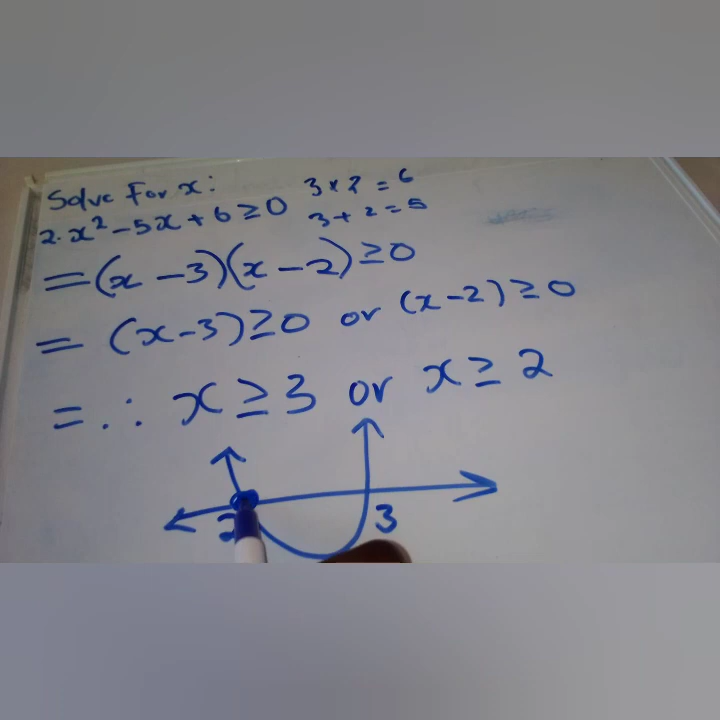 Solve For x:
2. x² - 5x + 6 ≥ 0
3 × 2 = 6
3 + 2 = 5
= (x - 3)(x - 2) ≥ 0
= (x - 3) ≥ 0 or (x - 2) ≥ 0
= ∴ x ≥ 3 or x ≥ 2
2 3